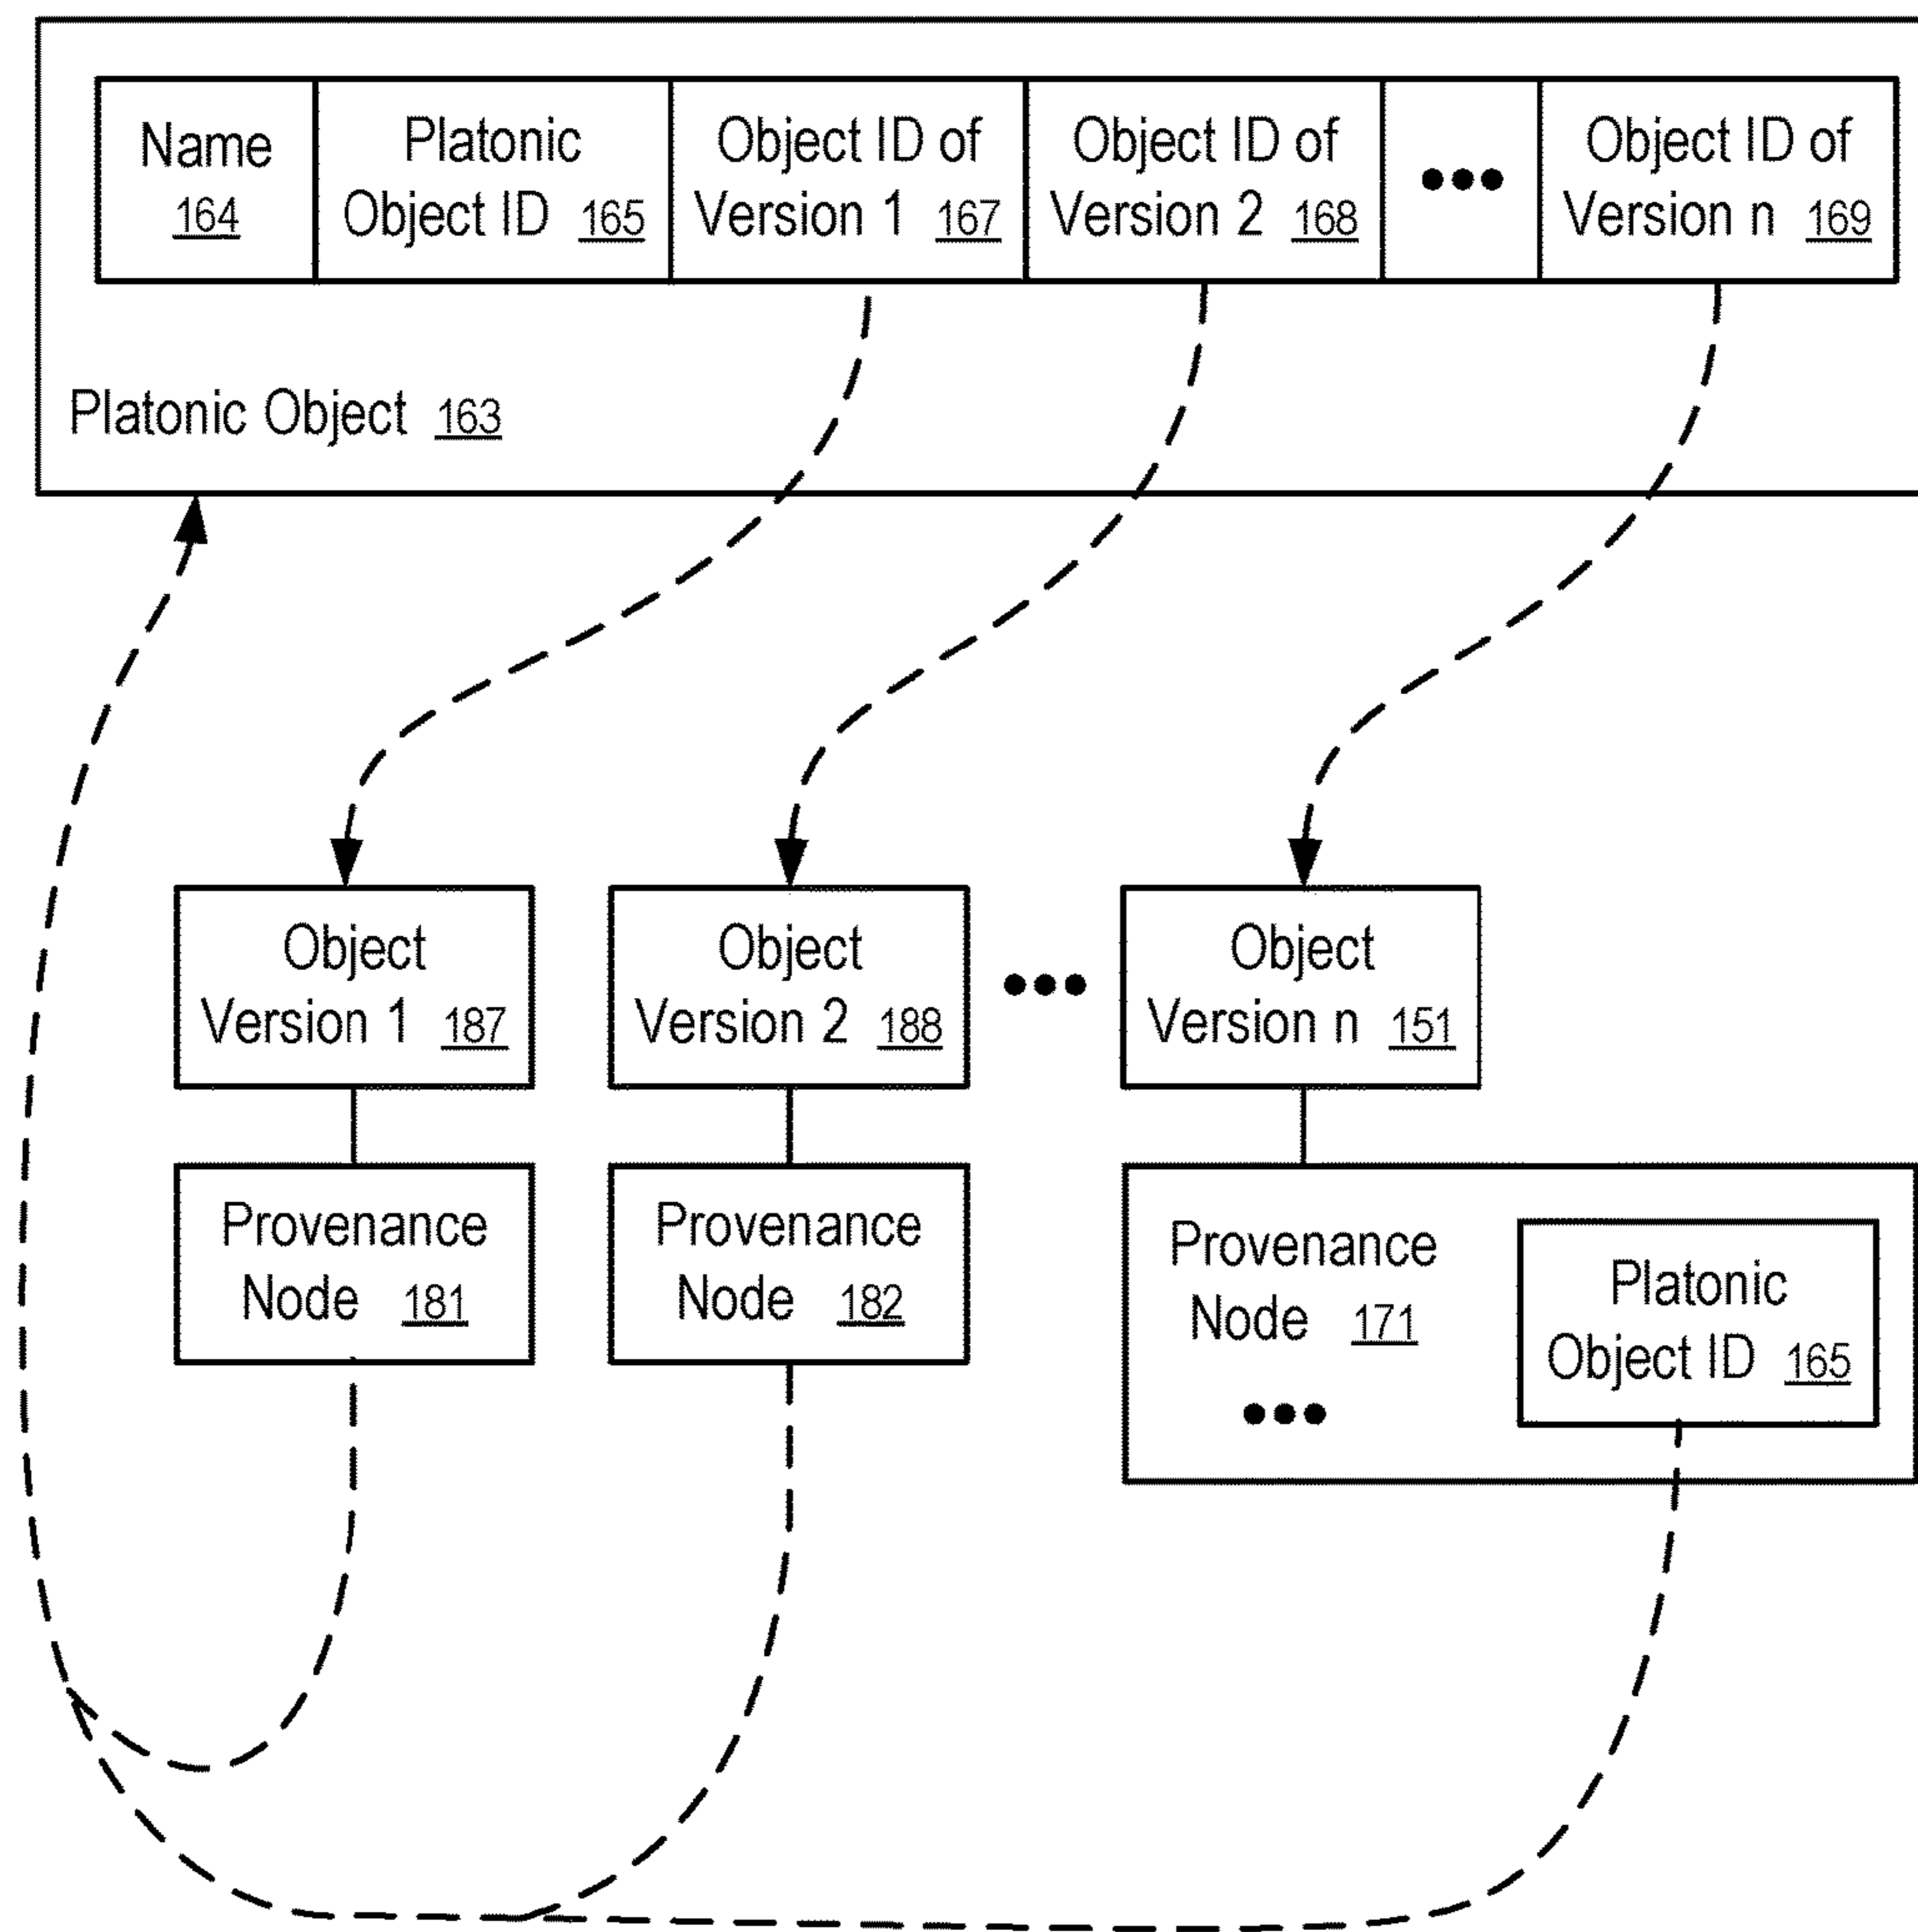 Name
164
Platonic
Object ID 165
Object ID of
Version 1 167
Object ID of
Version 2 168
•••
Object ID of
Version n 169
Platonic Object 163
Object
Version 1 187
Object
Version 2 188
•••
Object
Version n 151
Provenance
Node 181
Provenance
Node 182
Provenance
Node 171
•••
Platonic
Object ID 165